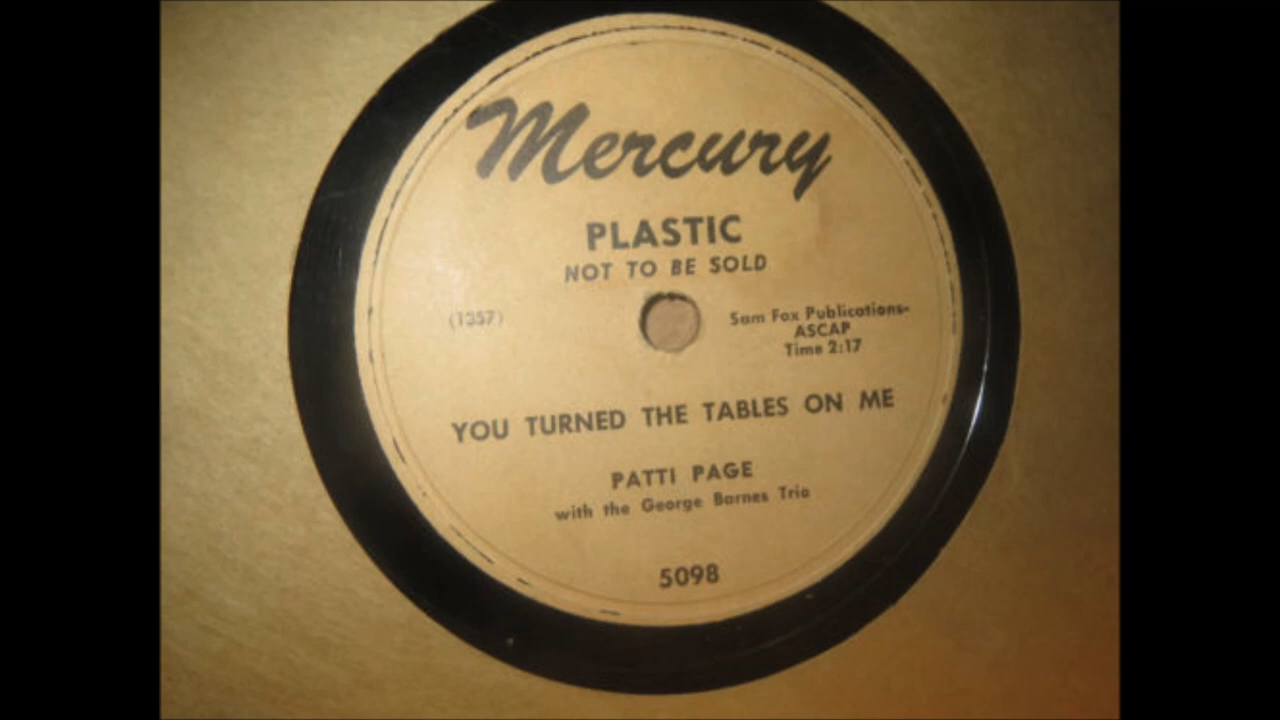 Mercury
PLASTIC
NOT TO BE SOLD
(1357)
Sam Fox Publications-
ASCAP
Time 2:17
YOU TURNED THE TABLES ON ME
PATTI PAGE
with the George Barnes Trio
5098